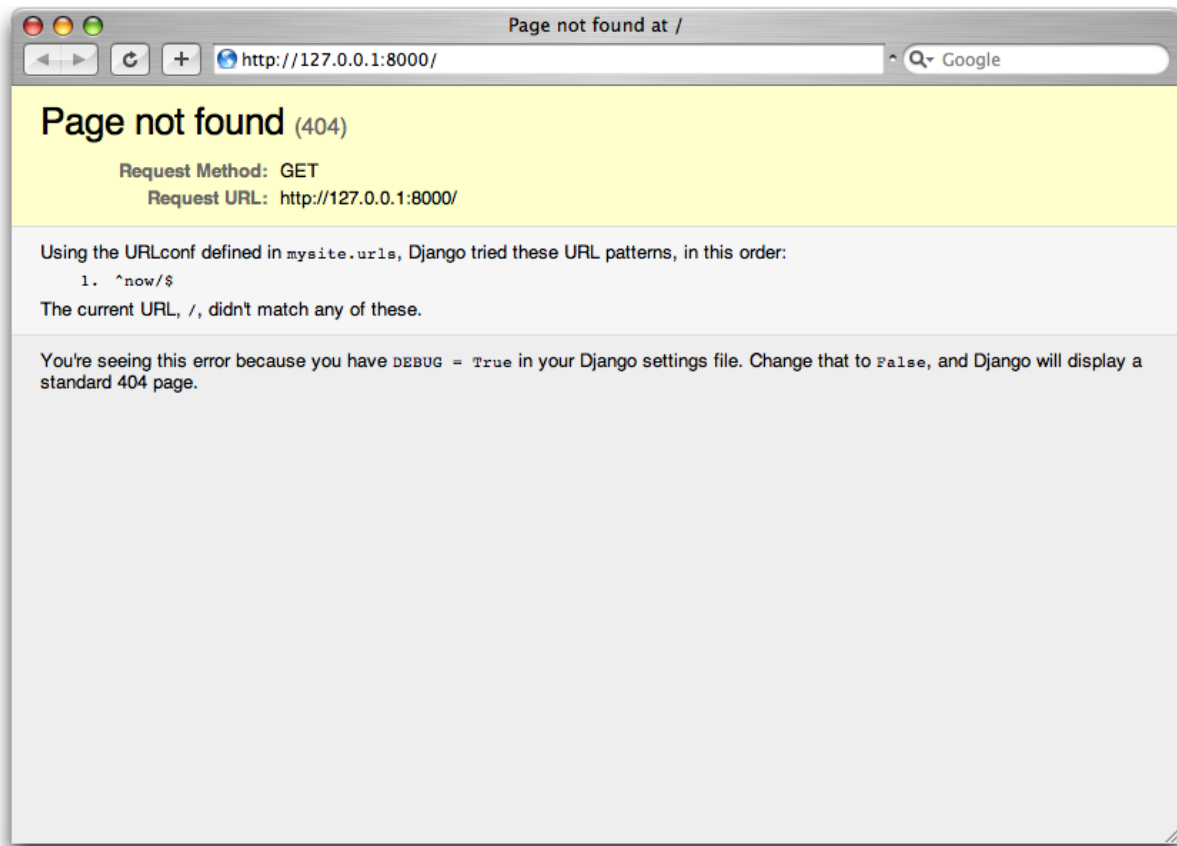 Page not found at /
http://127.0.0.1:8000/
Google
Page not found (404)
Request Method: GET
Request URL: http://127.0.0.1:8000/
Using the URLconf defined in mysite.urls, Django tried these URL patterns, in this order:
1. ^now/$
The current URL, /, didn't match any of these.
You're seeing this error because you have DEBUG = True in your Django settings file. Change that to False, and Django will display a
standard 404 page.